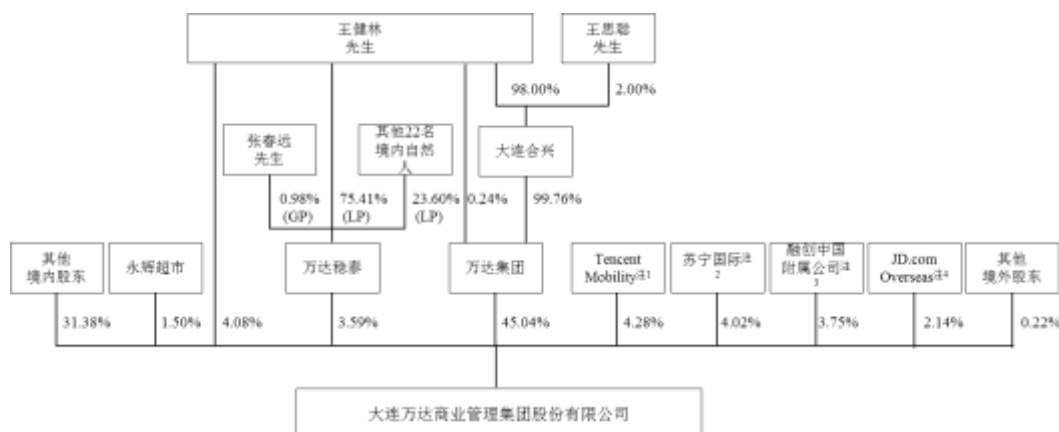 王健林
先生
王思聪
先生
98.00%
2.00%
张春远
先生
其他22名
境内自然
人
大连合兴
0.98%
(GP)
75.41%
(LP)
23.60%
(LP)
0.24%
99.76%
其他
境内股东
永辉超市
万达稳泰
万达集团
Tencent
Mobility注1
苏宁国际注
2
融创中国
附属公司注
3
JD.com
Overseas注4
其他
境外股东
31.38%
1.50%
4.08%
3.59%
45.04%
4.28%
4.02%
3.75%
2.14%
0.22%
大连万达商业管理集团股份有限公司